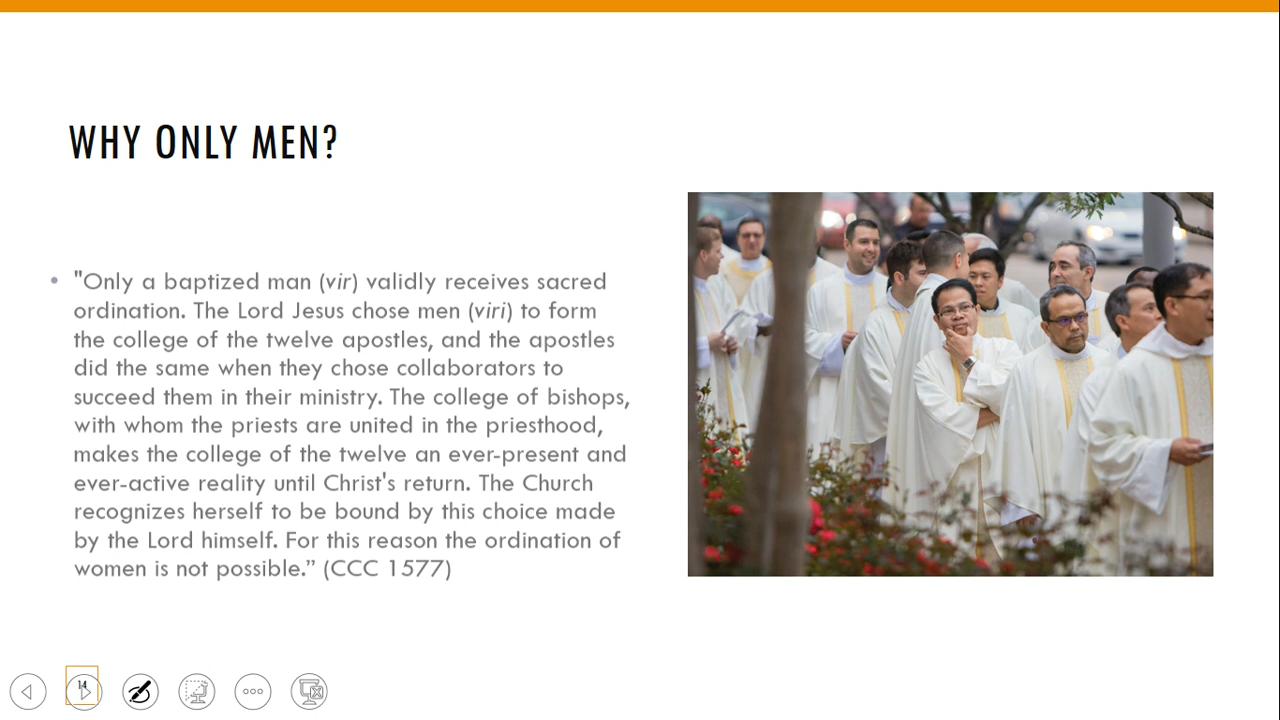 WHY ONLY MEN?
• "Only a baptized man (vir) validly receives sacred
ordination. The Lord Jesus chose men (viri) to form
the college of the twelve apostles, and the apostles
did the same when they chose collaborators to
succeed them in their ministry. The college of bishops,
with whom the priests are united in the priesthood,
makes the college of the twelve an ever-present and
ever-active reality until Christ's return. The Church
recognizes herself to be bound by this choice made
by the Lord himself. For this reason the ordination of
women is not possible.” (CCC 1577)
14